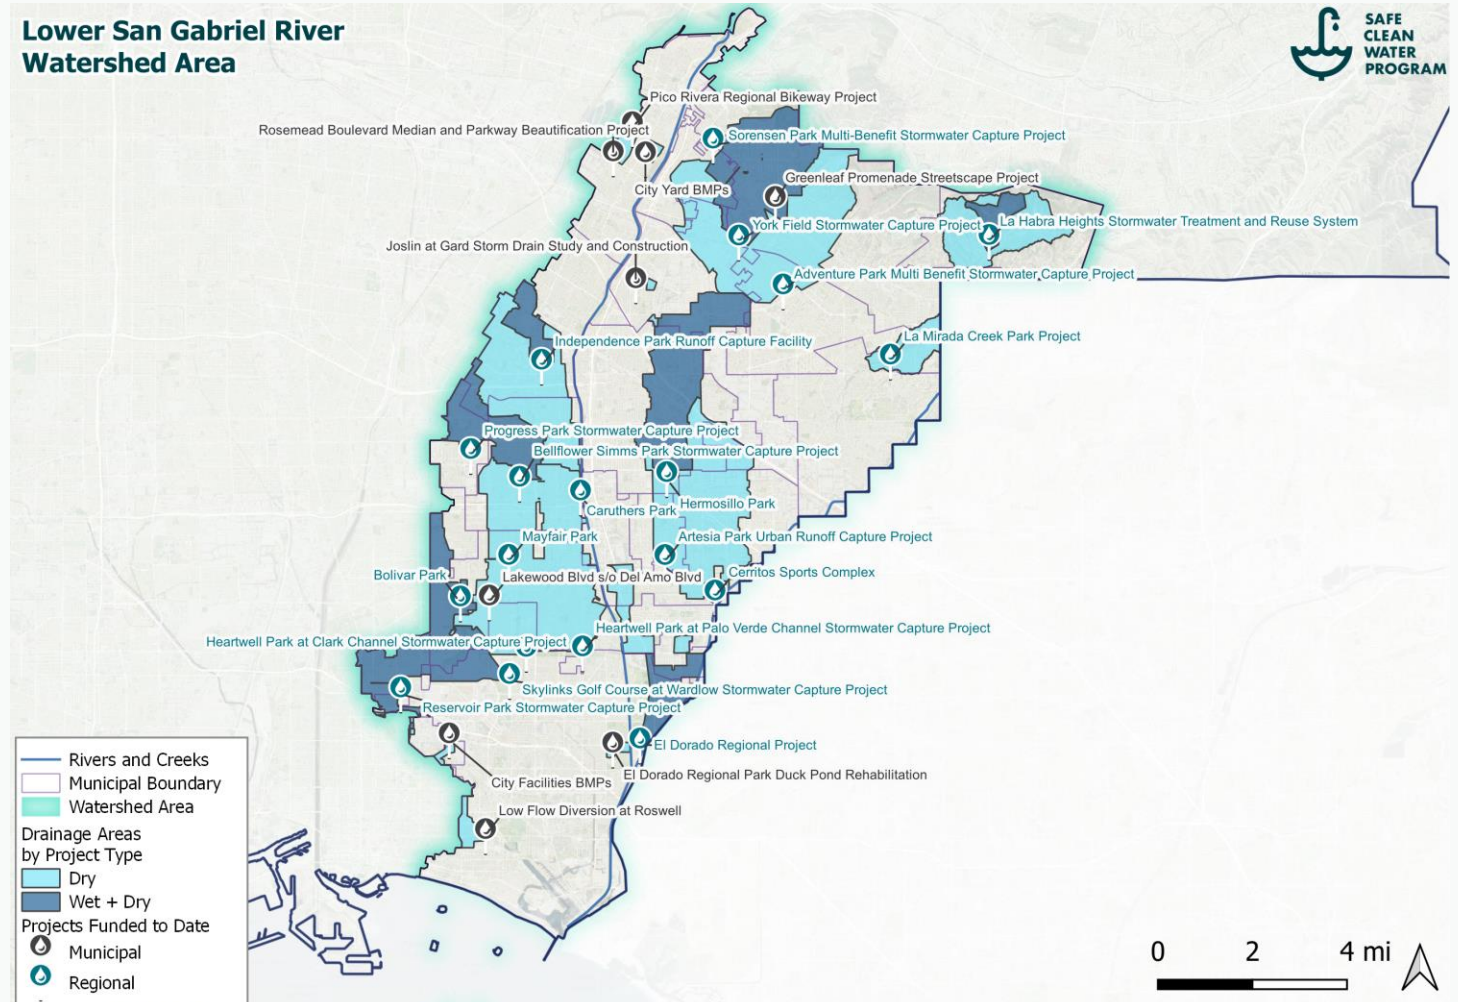 Lower San Gabriel River
Watershed Area
SAFE
CLEAN
WATER
PROGRAM
Pico Rivera Regional Bikeway Project
Rosemead Boulevard Median and Parkway Beautification Project
Sorensen Park Multi-Benefit Stormwater Capture Project
Greenleaf Promenade Streetscape Project
City Yard BMPs
York Field Stormwater Capture Project
La Habra Heights Stormwater Treatment and Reuse System
Joslin at Gard Storm Drain Study and Construction
Adventure Park Multi Benefit Stormwater Capture Project
Independence Park Runoff Capture Facility
La Mirada Creek Park Project
Progress Park Stormwater Capture Project
Bellflower Simms Park Stormwater Capture Project
Caruthers Park
Hermosillo Park
Mayfair Park
Artesia Park Urban Runoff Capture Project
Bolivar Park
Lakewood Blvd s/o Del Amo Blvd
Cerritos Sports Complex
Heartwell Park at Palo Verde Channel Stormwater Capture Project
Heartwell Park at Clark Channel Stormwater Capture Project
Skylinks Golf Course at Wardlow Stormwater Capture Project
Reservoir Park Stormwater Capture Project
El Dorado Regional Project
El Dorado Regional Park Duck Pond Rehabilitation
City Facilities BMPs
Low Flow Diversion at Roswell
Rivers and Creeks
Municipal Boundary
Watershed Area
Drainage Areas
by Project Type
Dry
Wet + Dry
Projects Funded to Date
Municipal
Regional
0 2 4 mi